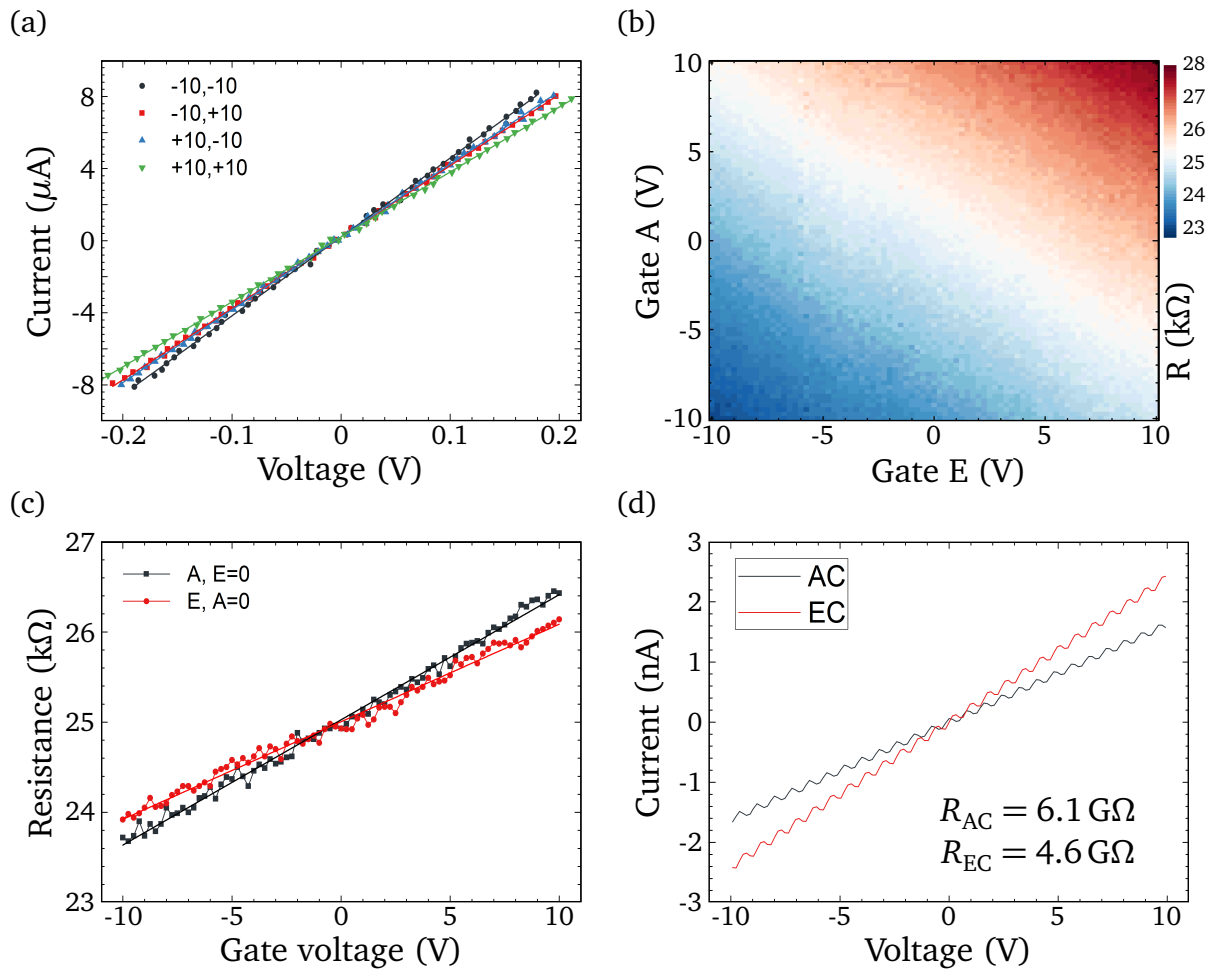 (a)
8
4
0
-4
-8
-0.2
-0.1
0
0.1
0.2
Current (μA)
Voltage (V)
-10,-10
-10,+10
+10,-10
+10,+10
(b)
10
5
0
-5
-10
-10
-5
0
5
10
Gate A (V)
Gate E (V)
28
27
26
25
24
23
R (kΩ)
(c)
27
26
25
24
23
-10
-5
0
5
10
Resistance (kΩ)
Gate voltage (V)
A, E=0
E, A=0
(d)
3
2
1
0
-1
-2
-3
-10
-5
0
5
10
Current (nA)
Voltage (V)
AC
EC
R_AC = 6.1 GΩ
R_EC = 4.6 GΩ